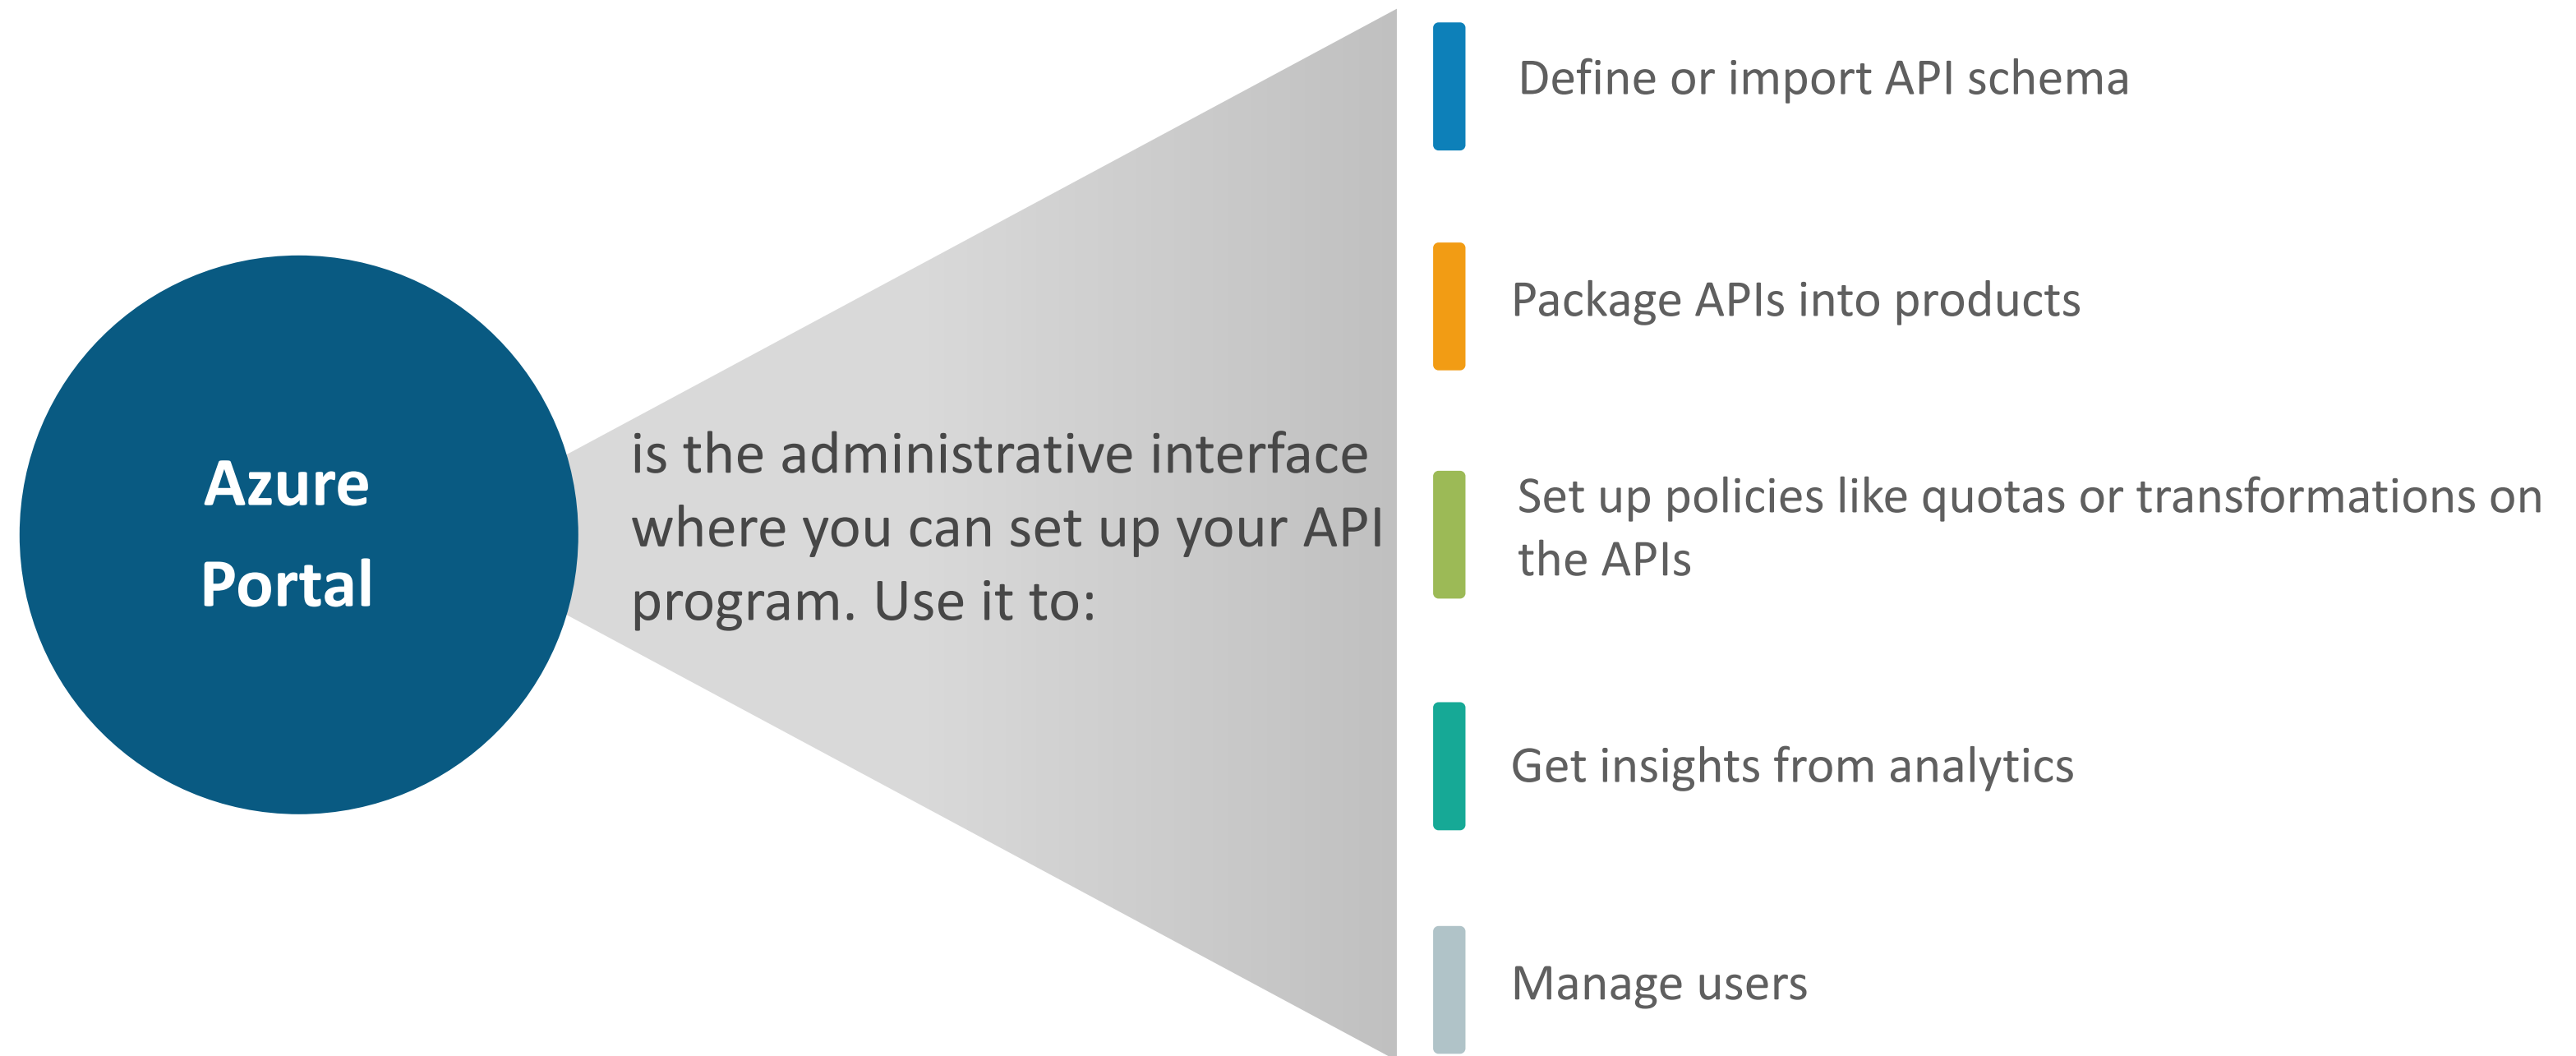 Azure
Portal
is the administrative interface
where you can set up your API
program. Use it to:
Define or import API schema
Package APIs into products
Set up policies like quotas or transformations on
the APIs
Get insights from analytics
Manage users